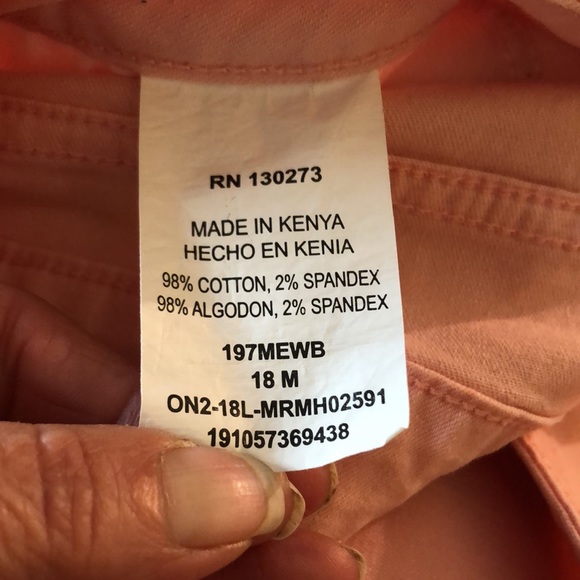 RN 130273
MADE IN KENYA
HECHO EN KENIA
98% COTTON, 2% SPANDEX
98% ALGODON, 2% SPANDEX
197MEWB
18 M
ON2-18L-MRMH02591
191057369438